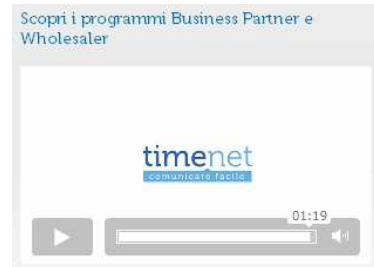 Scopri i programmi Business Partner e
Wholesaler
timenet
comunicare facile
01:19